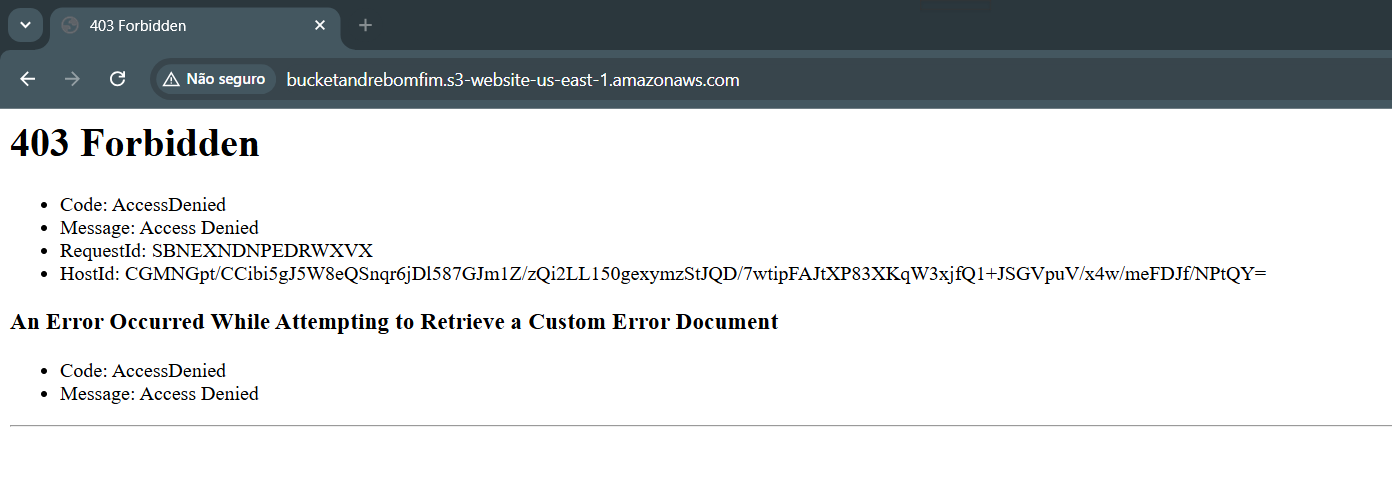 403 Forbidden
Não seguro
bucketandrebomfim.s3-website-us-east-1.amazonaws.com
403 Forbidden
Code: AccessDenied
Message: Access Denied
RequestId: SBNEXNDNPEDRWXVX
HostId: CGMNGpt/CCibi5gJ5W8eQSnqr6jDl587GJm1Z/zQi2LL150gexymzStJQD/7wtipFAJtXP83XKqW3xjfQ1+JSGVpuV/x4w/meFDJf/NPtQY=
An Error Occurred While Attempting to Retrieve a Custom Error Document
Code: AccessDenied
Message: Access Denied